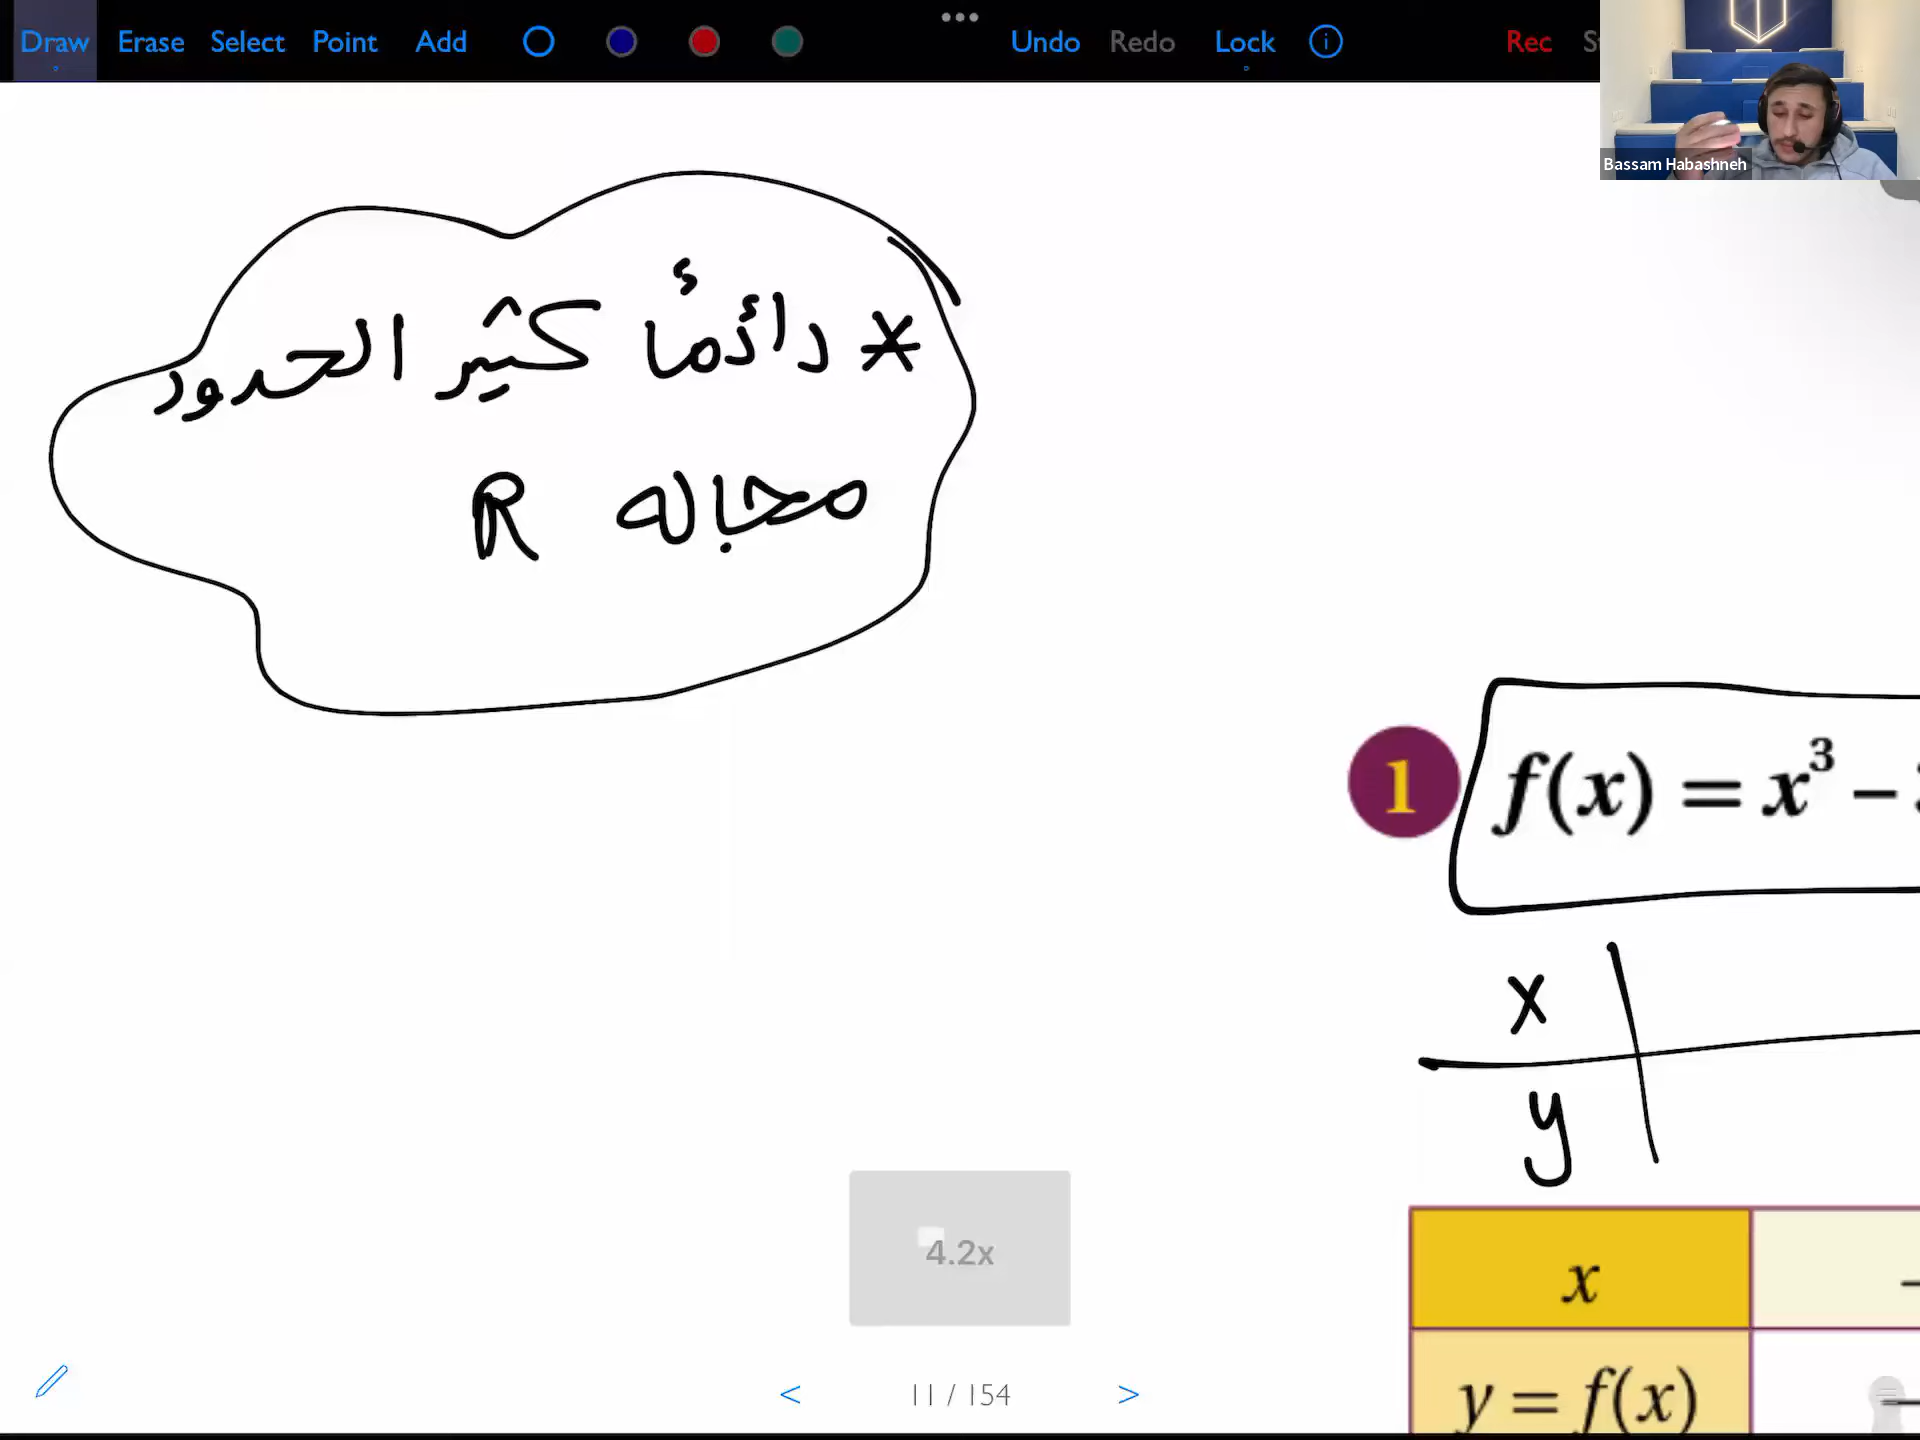 Draw Erase Select Point Add Undo Redo Lock Rec
Bassam Habashneh
* دائمًا كثير الحدود
مجاله R
1 f(x) = x³ –
x
y
x
y = f(x)
4.2x
< 11 / 154 >